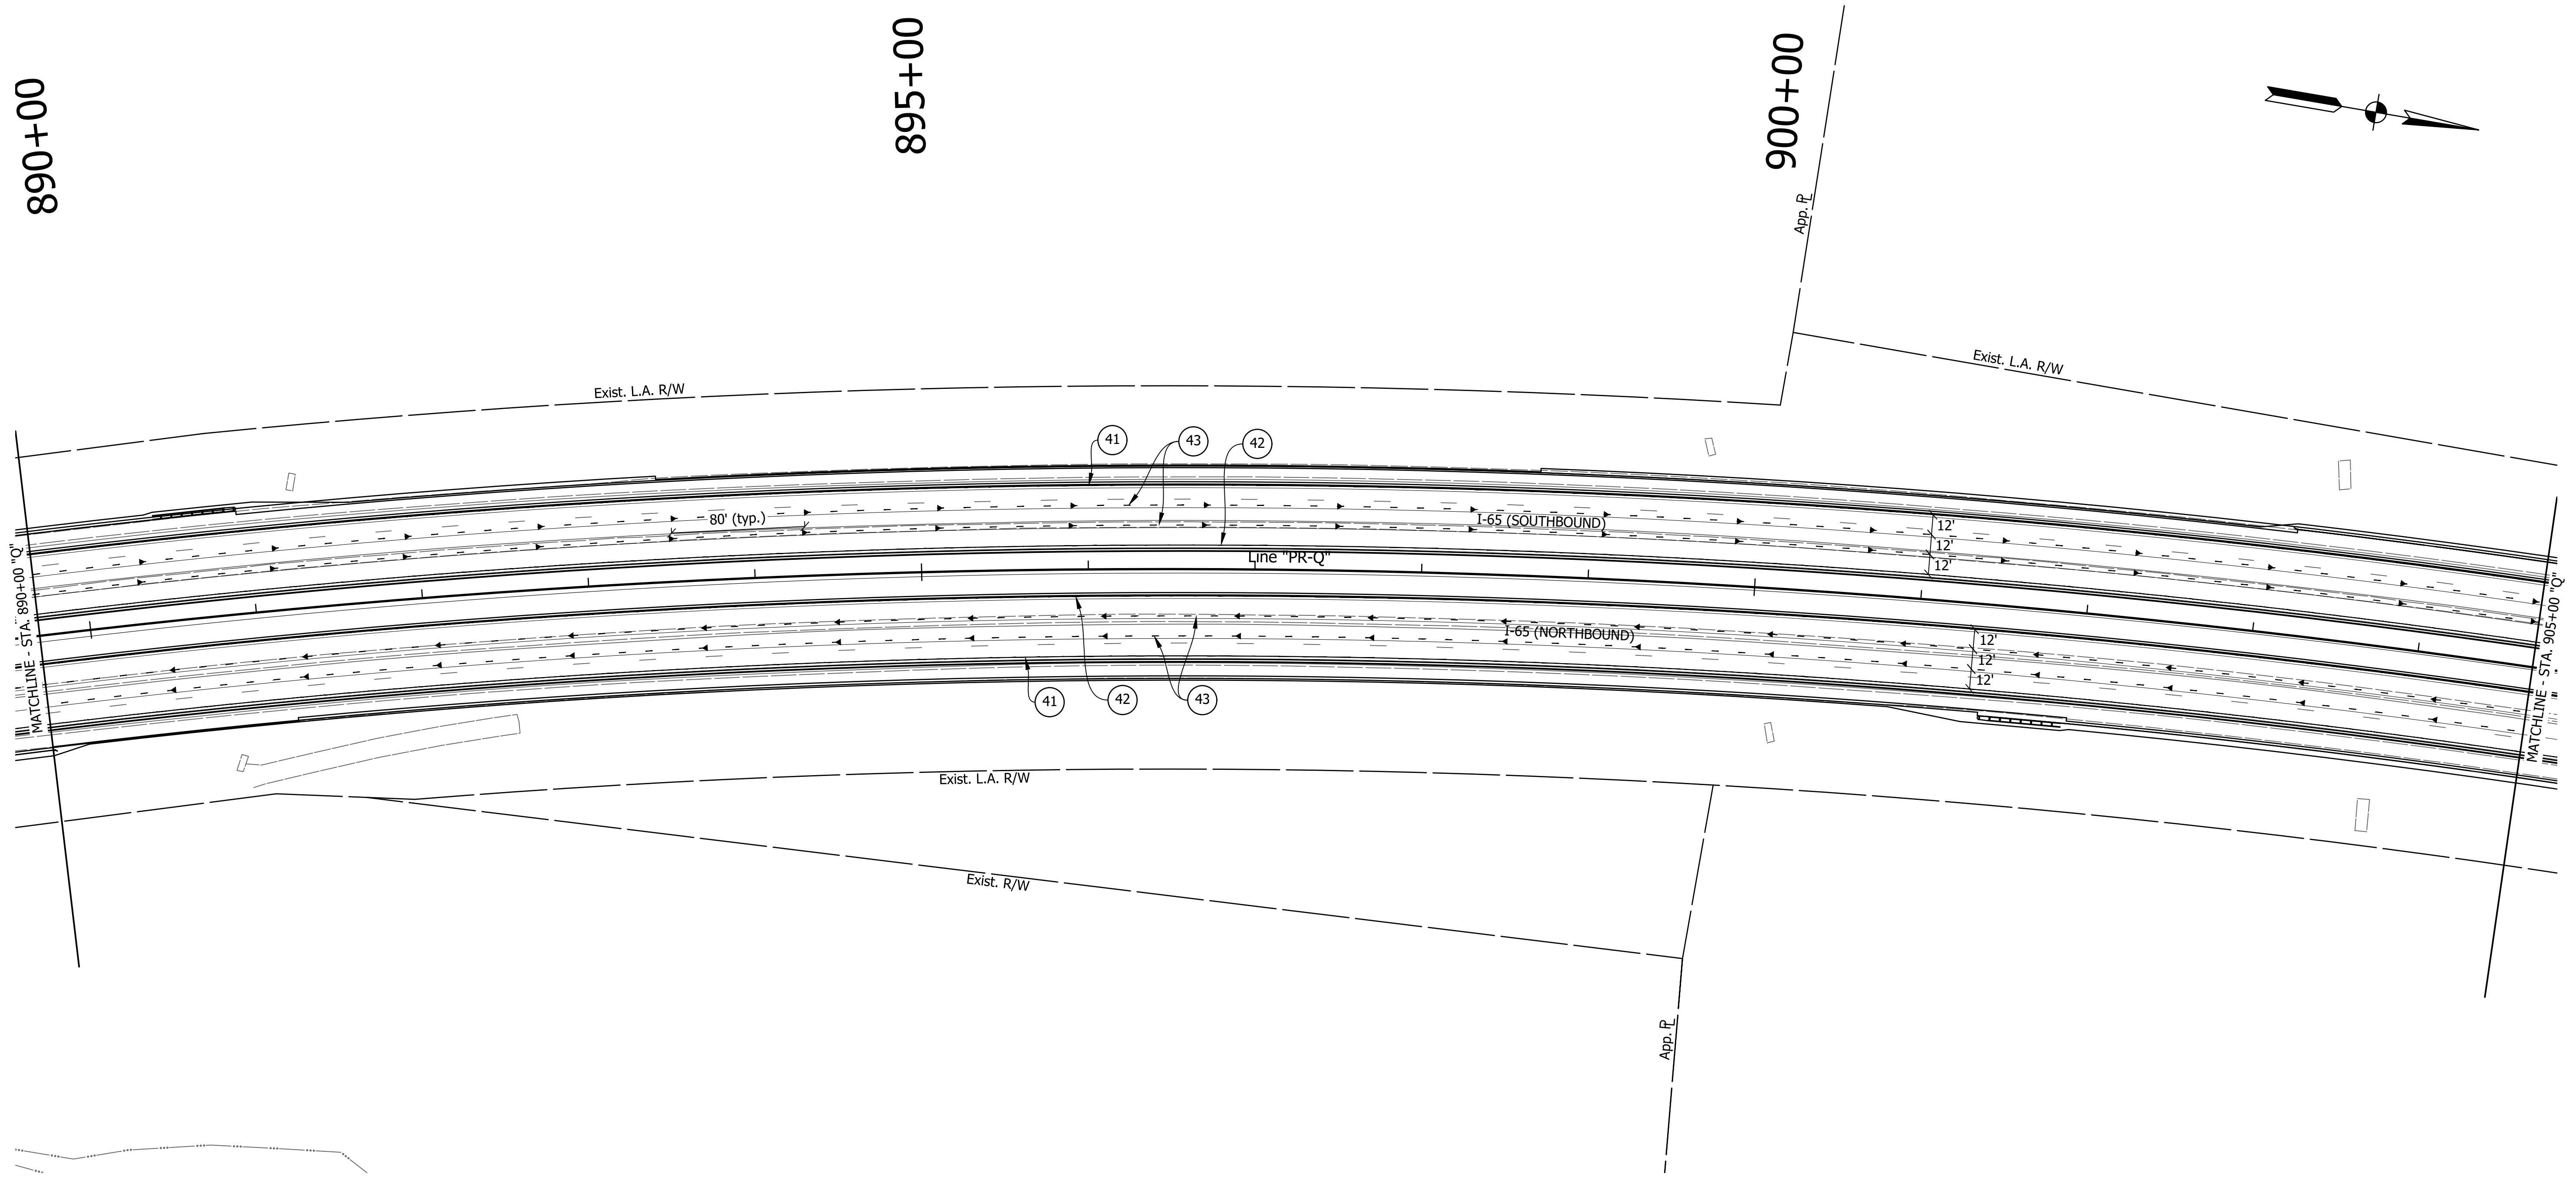 890+00
895+00
900+00
App. PL
Exist. L.A. R/W
Exist. L.A. R/W
41
43
42
80' (typ.)
I-65 (SOUTHBOUND)
12'
12'
12'
Line "PR-Q"
MATCHLINE - STA. 890+00 "Q"
MATCHLINE - STA. 905+00 "Q"
I-65 (NORTHBOUND)
12'
12'
12'
41
42
43
Exist. L.A. R/W
Exist. R/W
App. PL